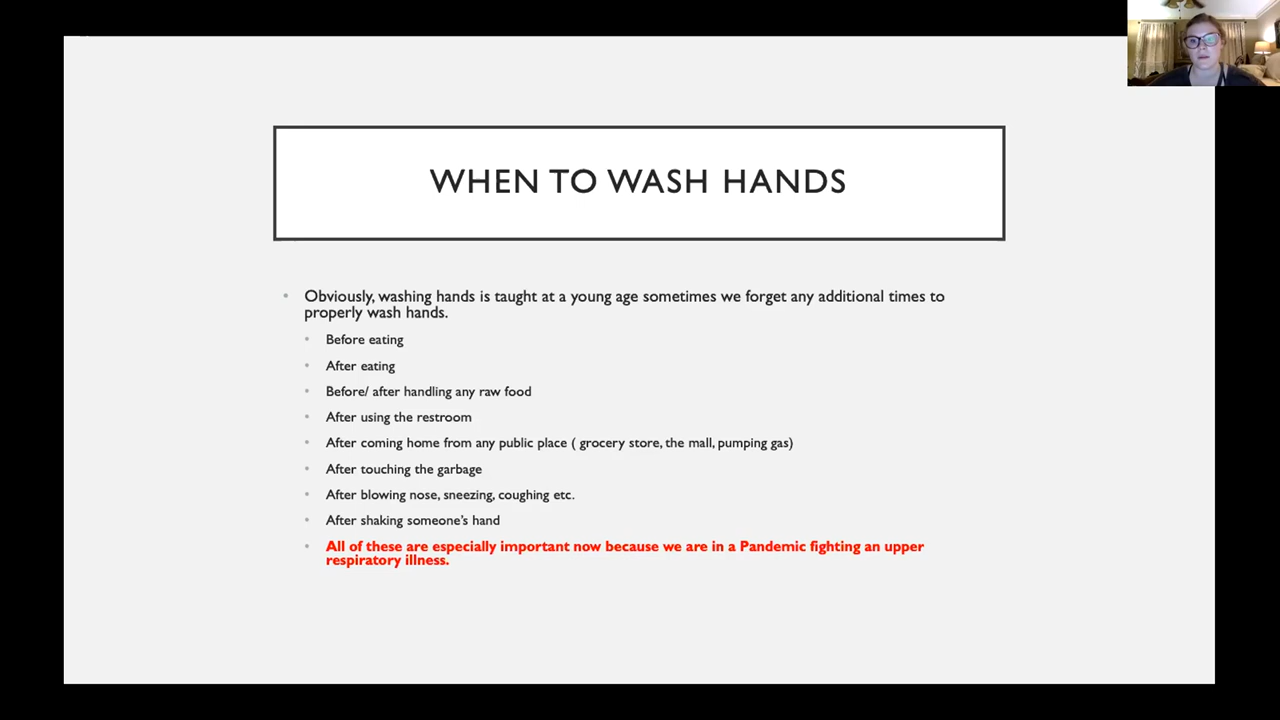 WHEN TO WASH HANDS
Obviously, washing hands is taught at a young age sometimes we forget any additional times to
properly wash hands.
Before eating
After eating
Before/ after handling any raw food
After using the restroom
After coming home from any public place ( grocery store, the mall, pumping gas)
After touching the garbage
After blowing nose, sneezing, coughing etc.
After shaking someone's hand
All of these are especially important now because we are in a Pandemic fighting an upper
respiratory illness.